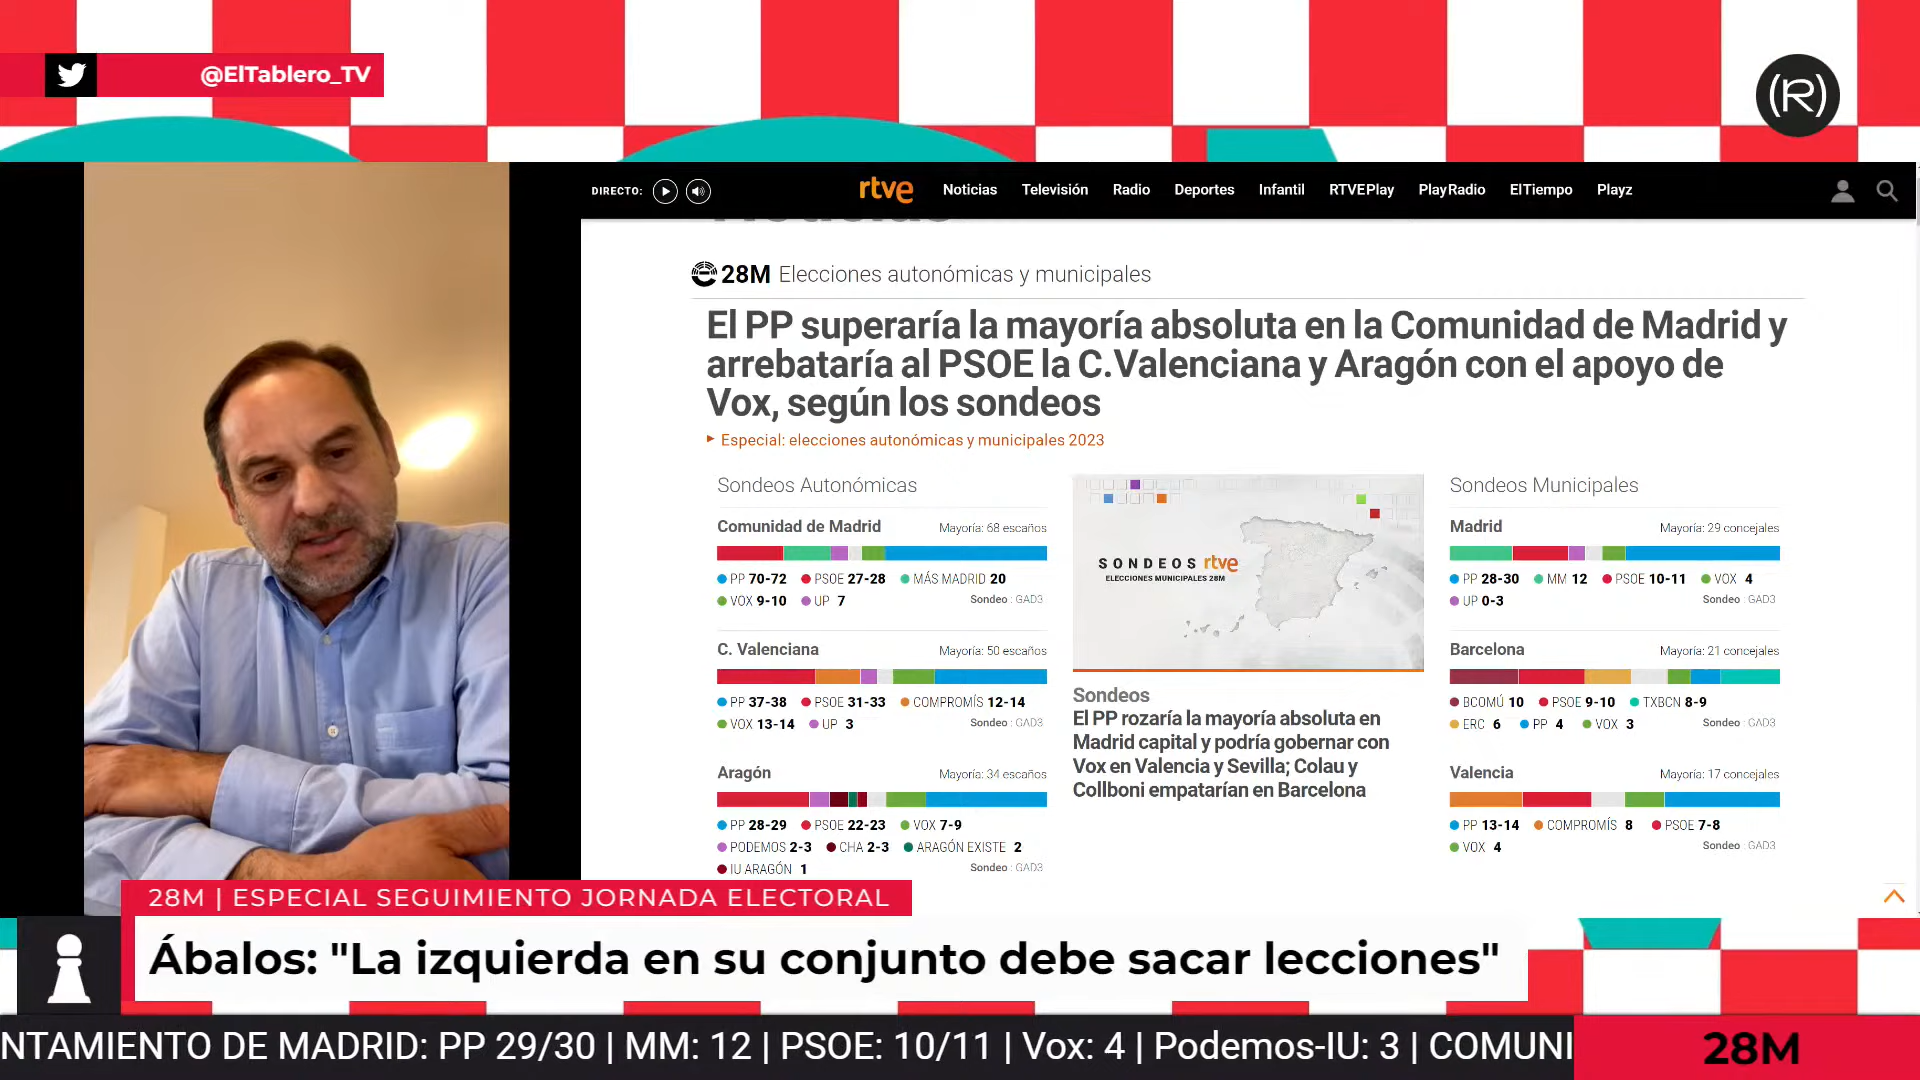 @ElTablero_TV
(R)
DIRECTO:
rtve
Noticias Televisión Radio Deportes Infantil RTVEPlay PlayRadio ElTiempo Playz
28M Elecciones autonómicas y municipales
El PP superaría la mayoría absoluta en la Comunidad de Madrid y
arrebataría al PSOE la C.Valenciana y Aragón con el apoyo de
Vox, según los sondeos
Especial: elecciones autonómicas y municipales 2023
Sondeos Autonómicas
Comunidad de Madrid Mayoría: 68 escaños
PP 70-72 PSOE 27-28 MÁS MADRID 20
VOX 9-10 UP 7 Sondeo: GAD3
C. Valenciana Mayoría: 50 escaños
PP 37-38 PSOE 31-33 COMPROMÍS 12-14
VOX 13-14 UP 3 Sondeo: GAD3
Aragón Mayoría: 34 escaños
PP 28-29 PSOE 22-23 VOX 7-9
PODEMOS 2-3 CHA 2-3 ARAGÓN EXISTE 2
IU ARAGÓN 1 Sondeo: GAD3
SONDEOS rtve
ELECCIONES MUNICIPALES 28M
Sondeos
El PP rozaría la mayoría absoluta en
Madrid capital y podría gobernar con
Vox en Valencia y Sevilla; Colau y
Collboni empatarían en Barcelona
Sondeos Municipales
Madrid Mayoría: 29 concejales
PP 28-30 MM 12 PSOE 10-11 VOX 4
UP 0-3 Sondeo: GAD3
Barcelona Mayoría: 21 concejales
BCOMÚ 10 PSOE 9-10 TXBCN 8-9
ERC 6 PP 4 VOX 3 Sondeo: GAD3
Valencia Mayoría: 17 concejales
PP 13-14 COMPROMÍS 8 PSOE 7-8
VOX 4 Sondeo: GAD3
28M | ESPECIAL SEGUIMIENTO JORNADA ELECTORAL
Ábalos: "La izquierda en su conjunto debe sacar lecciones"
NTAMIENTO DE MADRID: PP 29/30 | MM: 12 | PSOE: 10/11 | Vox: 4 | Podemos-IU: 3 | COMUNI
28M